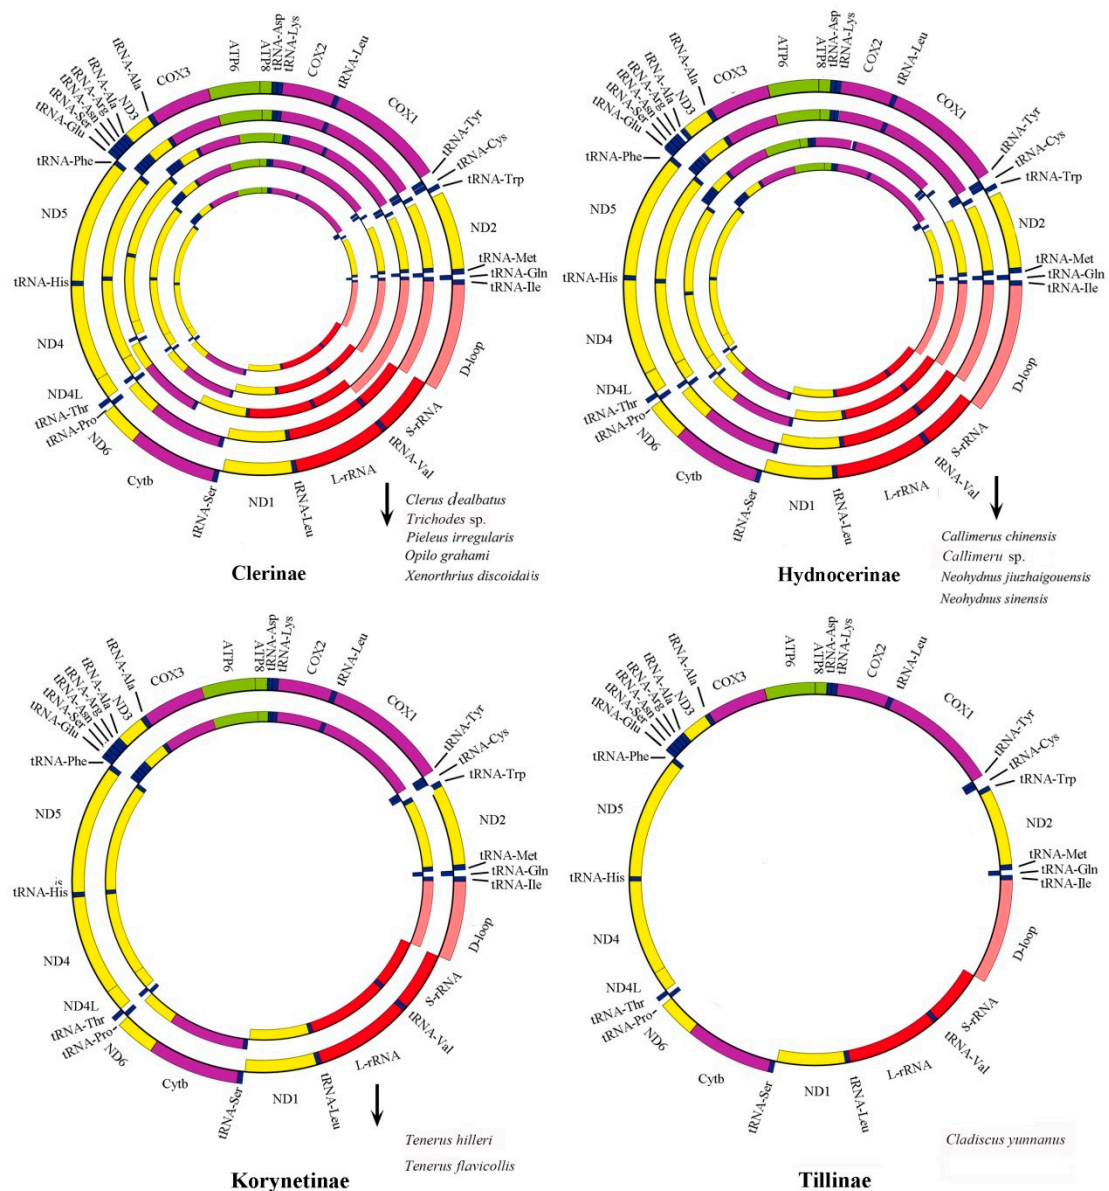 tRNA-Glu
tRNA-Ser
tRNA-Asn
tRNA-Arg
tRNA-Ala
ND3
tRNA-Ala
COX3
ATP6
ATP8
tRNA-Asp
tRNA-Lys
COX2
tRNA-Leu
COX1
tRNA-Tyr
tRNA-Cys
tRNA-Trp
ND2
tRNA-Met
tRNA-Gln
tRNA-Ile
D-loop
S-rRNA
tRNA-Val
L-rRNA
tRNA-Leu
ND1
tRNA-Ser
Cytb
ND6
tRNA-Pro
tRNA-Thr
ND4L
ND4
tRNA-His
ND5
tRNA-Phe
Clerus dealbatus
Trichodes sp.
Pieleus irregularis
Opilo grahami
Xenorthrius discoidais
Clerinae
tRNA-Glu
tRNA-Ser
tRNA-Asn
tRNA-Arg
tRNA-Ala
ND3
tRNA-Ala
COX3
ATP6
ATP8
tRNA-Asp
tRNA-Lys
COX2
tRNA-Leu
COX1
tRNA-Tyr
tRNA-Cys
tRNA-Trp
ND2
tRNA-Met
tRNA-Gln
tRNA-Ile
D-loop
S-rRNA
tRNA-Val
L-rRNA
tRNA-Leu
ND1
tRNA-Ser
Cytb
ND6
tRNA-Pro
tRNA-Thr
ND4L
ND4
tRNA-His
ND5
tRNA-Phe
Callimerus chinensis
Callimeru sp.
Neohydnus jiuzhaigouensis
Neohydnus sinensis
Hydnocerinae
tRNA-Glu
tRNA-Ser
tRNA-Asn
tRNA-Arg
tRNA-Ala
ND3
tRNA-Ala
COX3
ATP6
ATP8
tRNA-Asp
tRNA-Lys
COX2
tRNA-Leu
COX1
tRNA-Tyr
tRNA-Cys
tRNA-Trp
ND2
tRNA-Met
tRNA-Gln
tRNA-Ile
D-loop
S-rRNA
tRNA-Val
L-rRNA
tRNA-Leu
ND1
tRNA-Ser
Cytb
ND6
tRNA-Pro
tRNA-Thr
ND4L
ND4
tRNA-His
ND5
tRNA-Phe
Tenerus hilleri
Tenerus flavicollis
Korynetinae
tRNA-Glu
tRNA-Ser
tRNA-Asn
tRNA-Arg
tRNA-Ala
ND3
tRNA-Ala
COX3
ATP6
ATP8
tRNA-Asp
tRNA-Lys
COX2
tRNA-Leu
COX1
tRNA-Tyr
tRNA-Cys
tRNA-Trp
ND2
tRNA-Met
tRNA-Gln
tRNA-Ile
D-loop
S-rRNA
tRNA-Val
L-rRNA
tRNA-Leu
ND1
tRNA-Ser
Cytb
ND6
tRNA-Pro
tRNA-Thr
ND4L
ND4
tRNA-His
ND5
tRNA-Phe
Cladiscus yunnanus
Tillinae